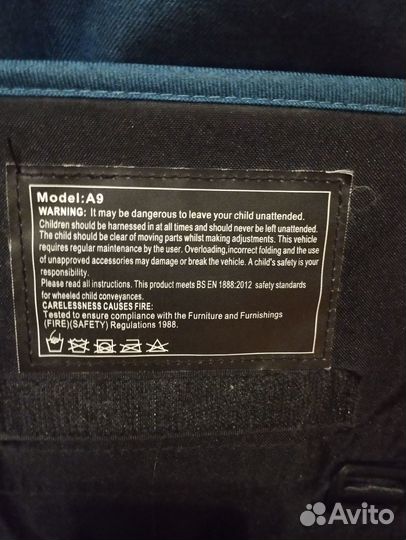 Model:A9
WARNING: It may be dangerous to leave your child unattended.
Children should be harnessed in at all times and should never be left unattended.
The child should be clear of moving parts whilst making adjustments. This vehicle
requires regular maintenance by the user. Overloading,incorrect folding and the use
of unapproved accessories may damage or break the vehicle. A child's safety is your
responsibility.
Please read all instructions. This product meets BS EN 1888:2012 safety standards
for wheeled child conveyances.
CARELESSNESS CAUSES FIRE:
Tested to ensure compliance with the Furniture and Furnishings
(FIRE)(SAFETY) Regulations 1988.
Avito